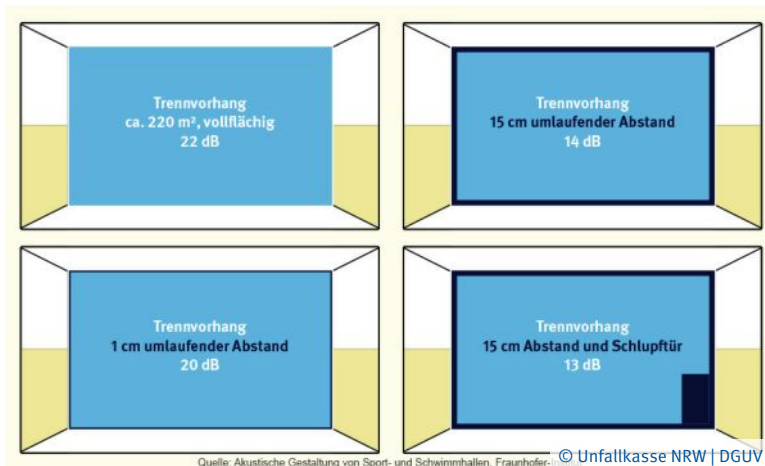 Trennvorhang
ca. 220 m², vollflächig
22 dB
Trennvorhang
15 cm umlaufender Abstand
14 dB
Trennvorhang
1 cm umlaufender Abstand
20 dB
Trennvorhang
15 cm Abstand und Schlupftür
13 dB
Quelle: Akustische Gestaltung von Sport- und Schwimmhallen, Fraunhofer-
© Unfallkasse NRW | DGUV